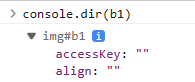 > console.dir(b1)
▼ img#b1 i
accessKey: ""
align: ""